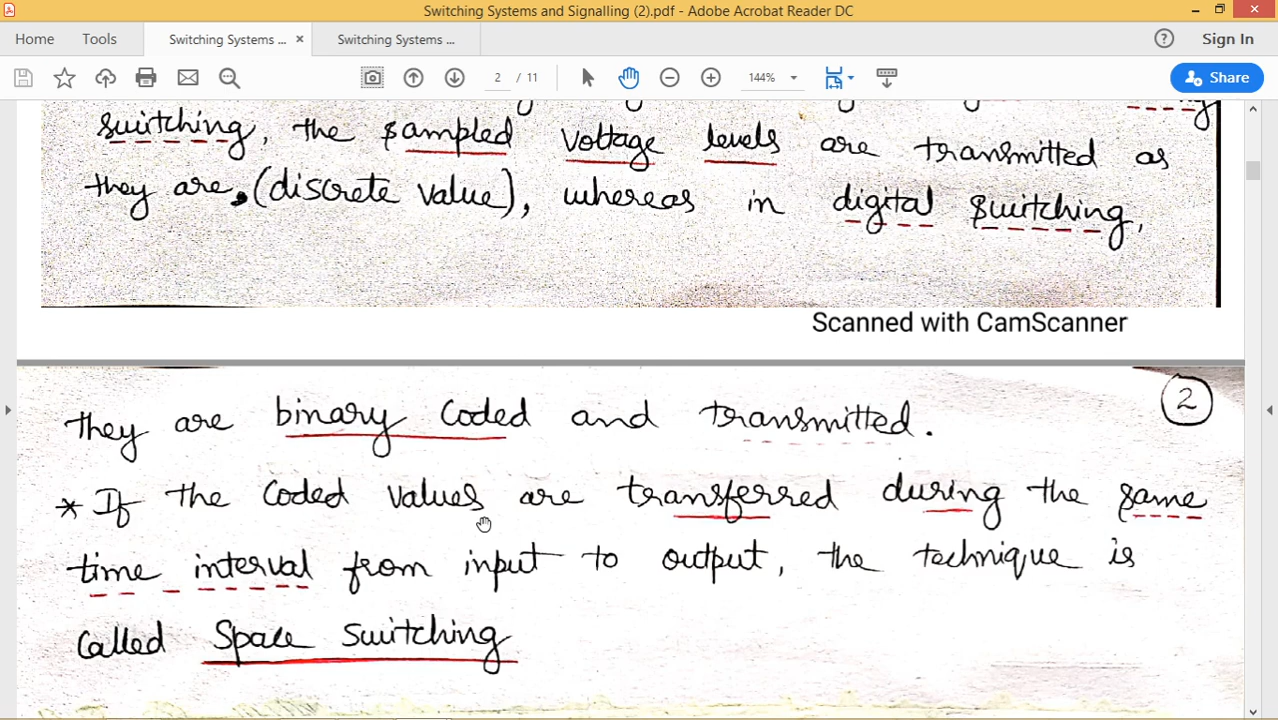 Switching Systems and Signalling (2).pdf - Adobe Acrobat Reader DC
Home Tools Switching Systems ... × Switching Systems ... Sign In
2 / 11 144% Share
switching, the sampled voltage levels are transmitted as
they are, (discrete value), whereas in digital switching,
Scanned with CamScanner
2
they are binary coded and transmitted.
* If the coded values are transferred during the same
time interval from input to output, the technique is
called Space switching